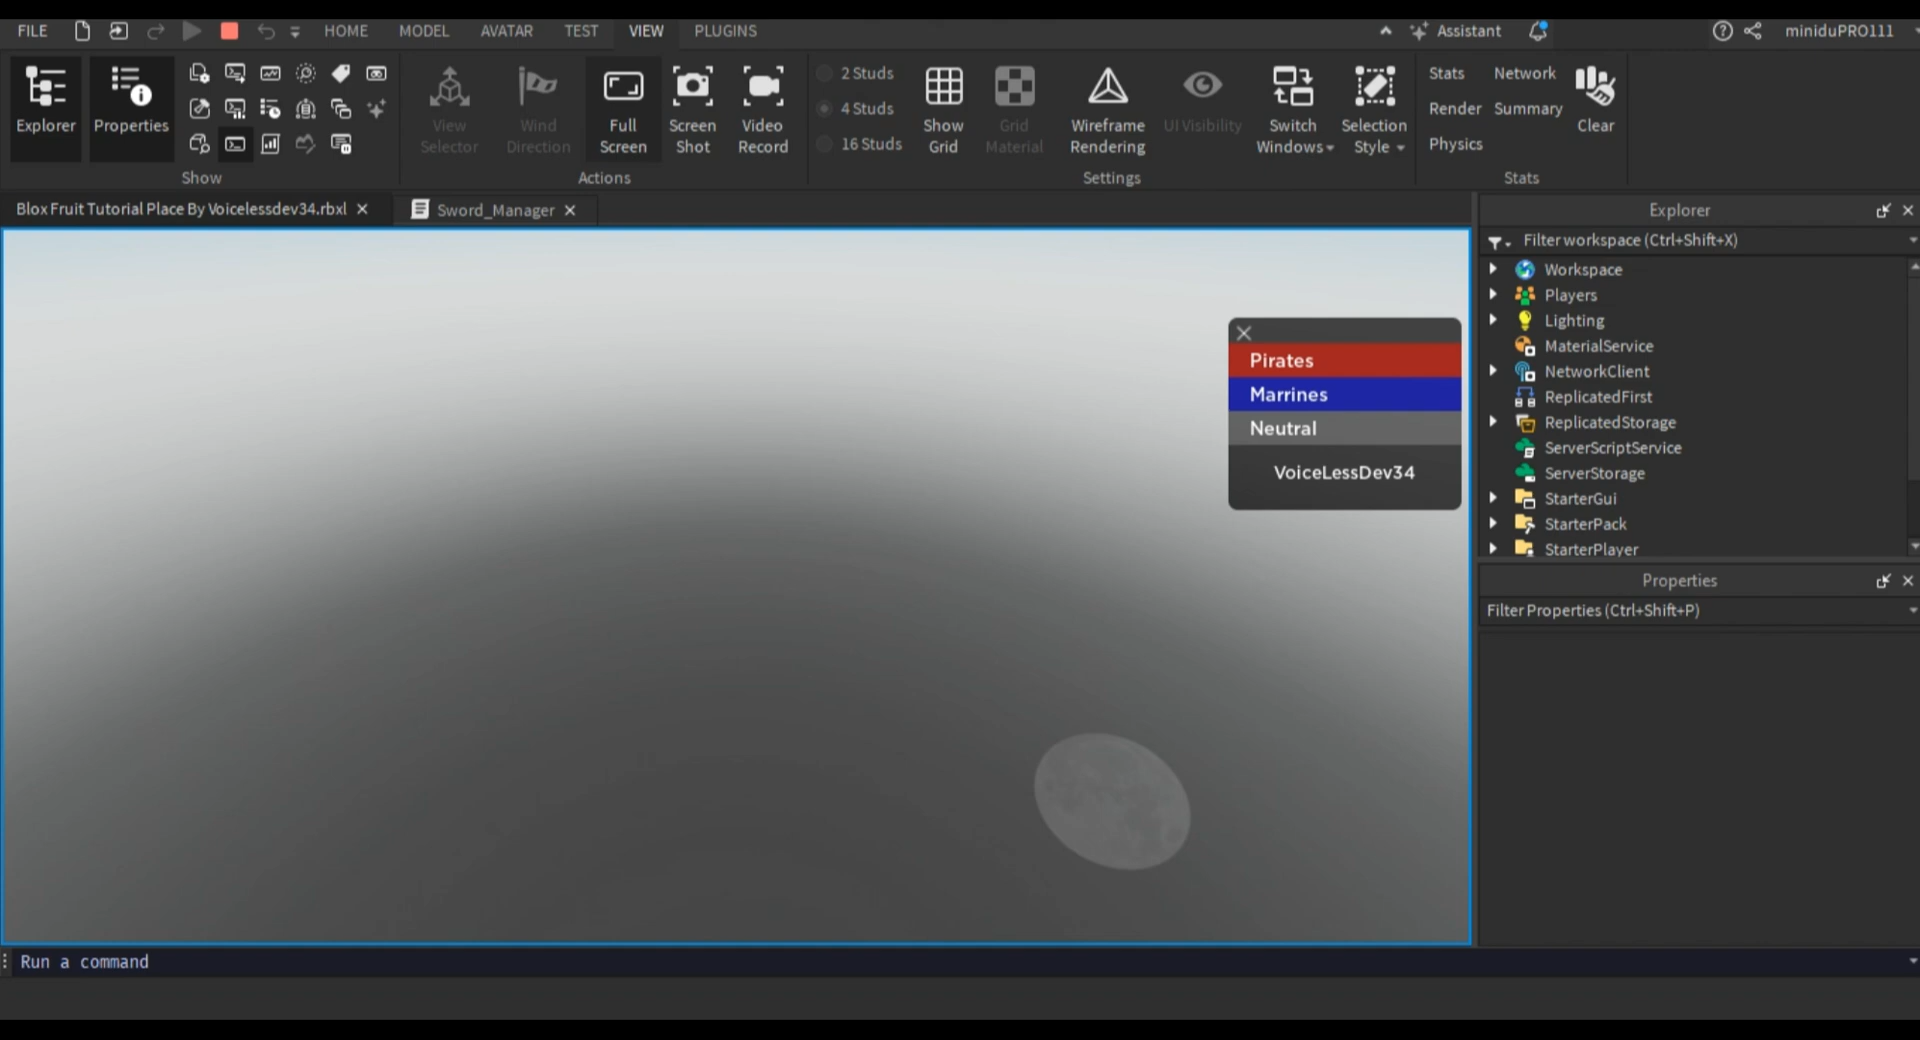 FILE HOME MODEL AVATAR TEST VIEW PLUGINS Assistant miniduPRO111
Explorer
Properties
Show
View
Selector
Wind
Direction
Full
Screen
Screen
Shot
Video
Record
Actions
2 Studs
4 Studs
16 Studs
Show
Grid
Grid
Material
Wireframe
Rendering
UI Visibility
Switch
Windows
Selection
Style
Settings
Stats Network
Render Summary
Physics
Clear
Stats
Blox Fruit Tutorial Place By Voicelessdev34.rbxl
Sword_Manager
Pirates
Marrines
Neutral
VoiceLessDev34
Explorer
Filter workspace (Ctrl+Shift+X)
Workspace
Players
Lighting
MaterialService
NetworkClient
ReplicatedFirst
ReplicatedStorage
ServerScriptService
ServerStorage
StarterGui
StarterPack
StarterPlayer
Properties
Filter Properties (Ctrl+Shift+P)
Run a command